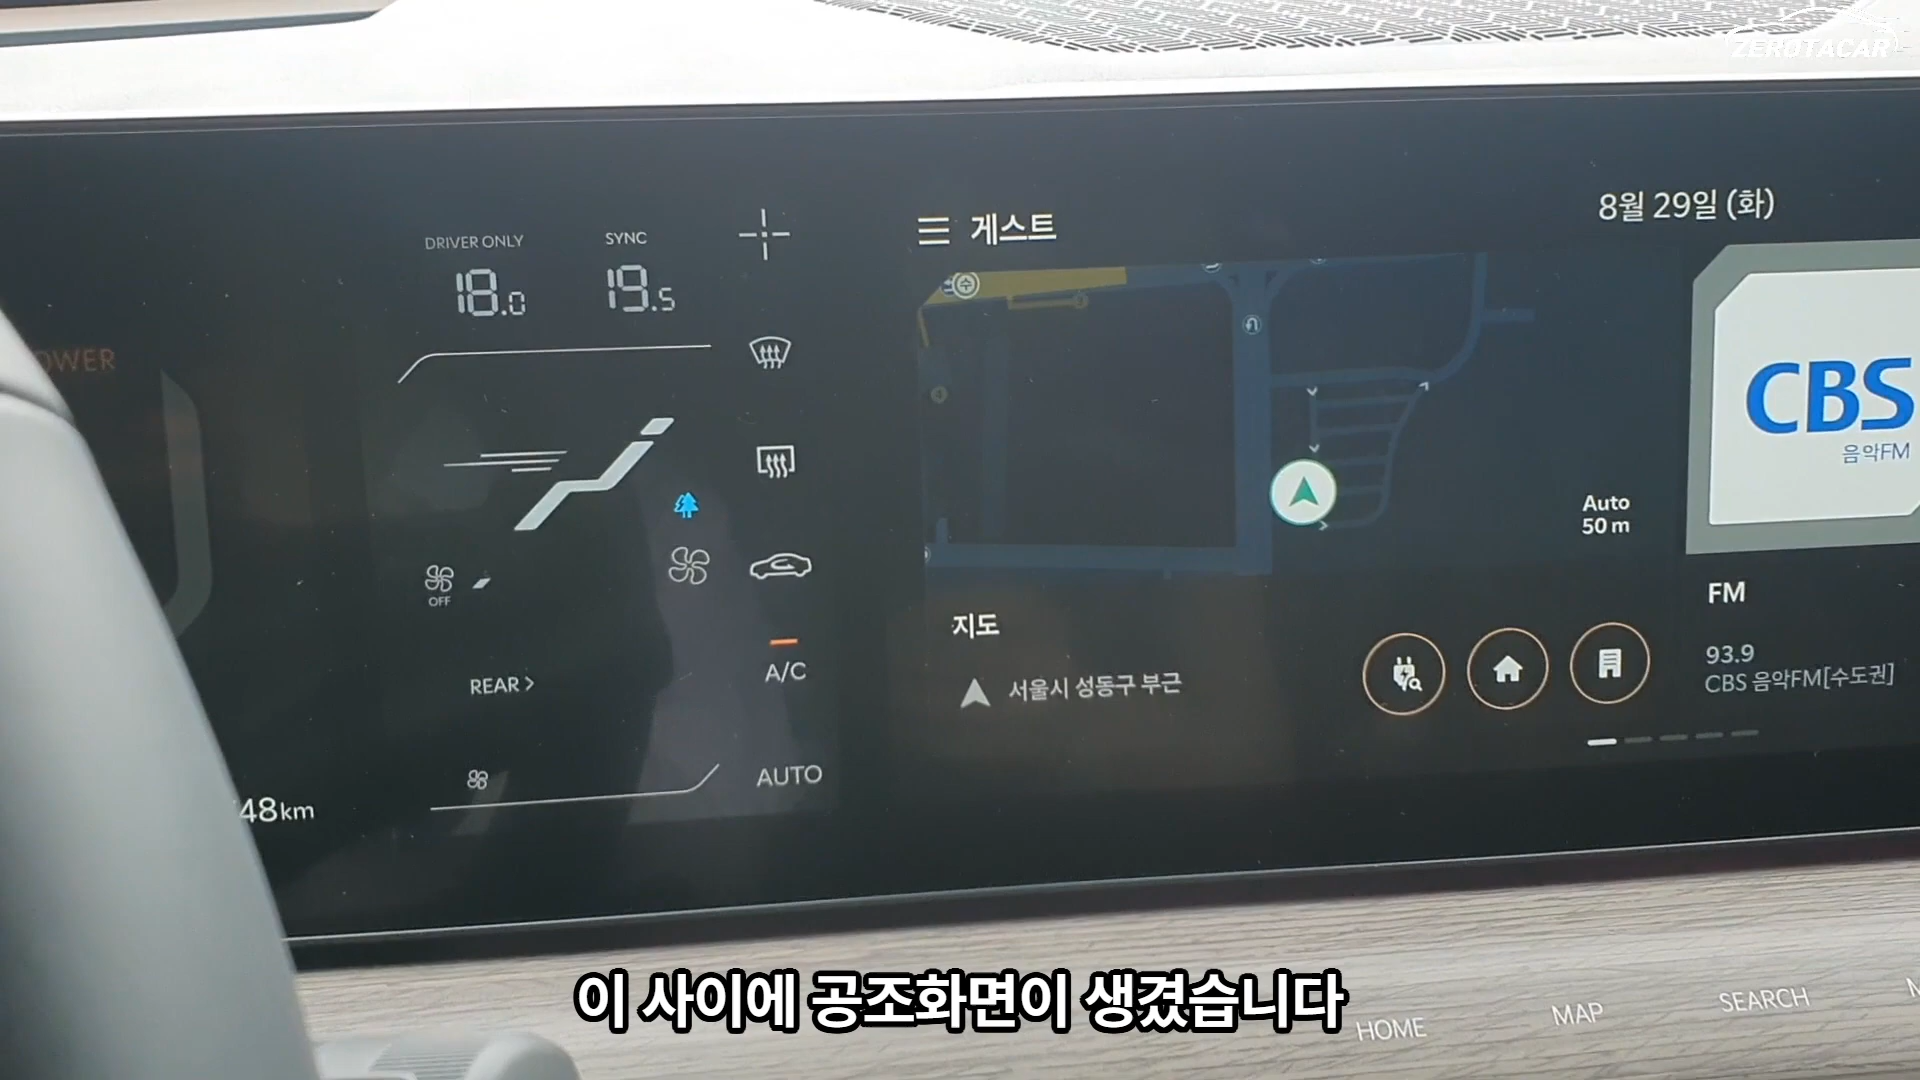 ZEROTACAR
8월 29일 (화)
게스트
DRIVER ONLY
SYNC
18.0
19.5
CBS
음악FM
Auto
50 m
OFF
FM
지도
93.9
CBS 음악FM[수도권]
서울시 성동구 부근
A/C
REAR >
AUTO
48km
이 사이에 공조화면이 생겼습니다
HOME
MAP
SEARCH